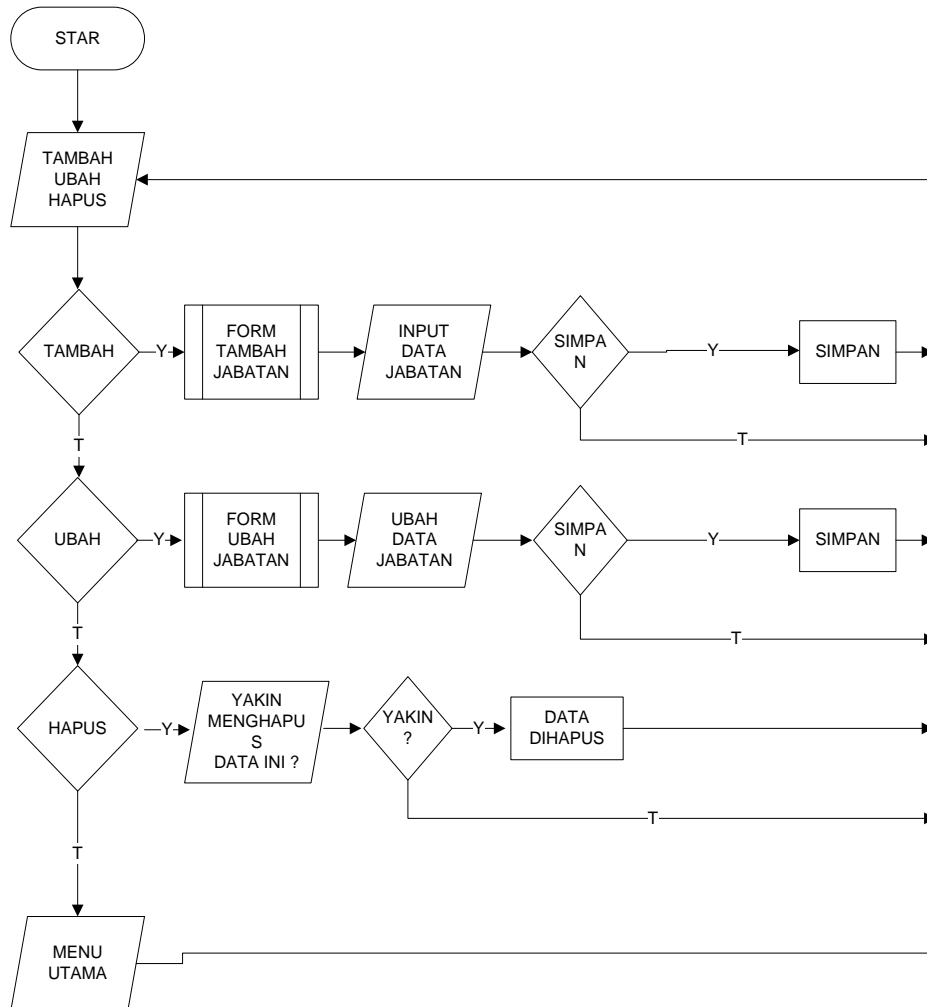 STAR
TAMBAH
UBAH
HAPUS
TAMBAH
Y
FORM
TAMBAH
JABATAN
INPUT
DATA
JABATAN
SIMPA
N
Y
SIMPAN
T
T
UBAH
Y
FORM
UBAH
JABATAN
UBAH
DATA
JABATAN
SIMPA
N
Y
SIMPAN
T
T
HAPUS
Y
YAKIN
MENGHAPU
S
DATA INI ?
YAKIN
?
Y
DATA
DIHAPUS
T
T
MENU
UTAMA